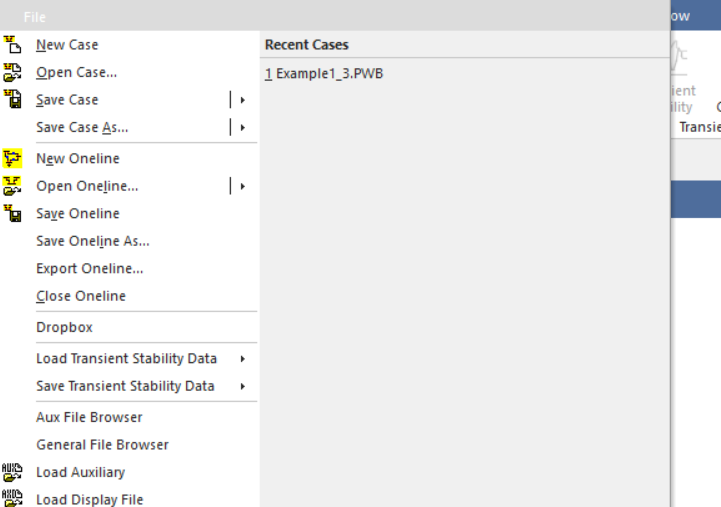 File
ow
New Case
Recent Cases
Open Case...
1 Example1_3.PWB
Save Case
Save Case As...
New Oneline
Open Oneline...
Save Oneline
Save Oneline As...
Export Oneline...
Close Oneline
Dropbox
Load Transient Stability Data
Save Transient Stability Data
Aux File Browser
General File Browser
Load Auxiliary
Load Display File
ient
ility
Transie